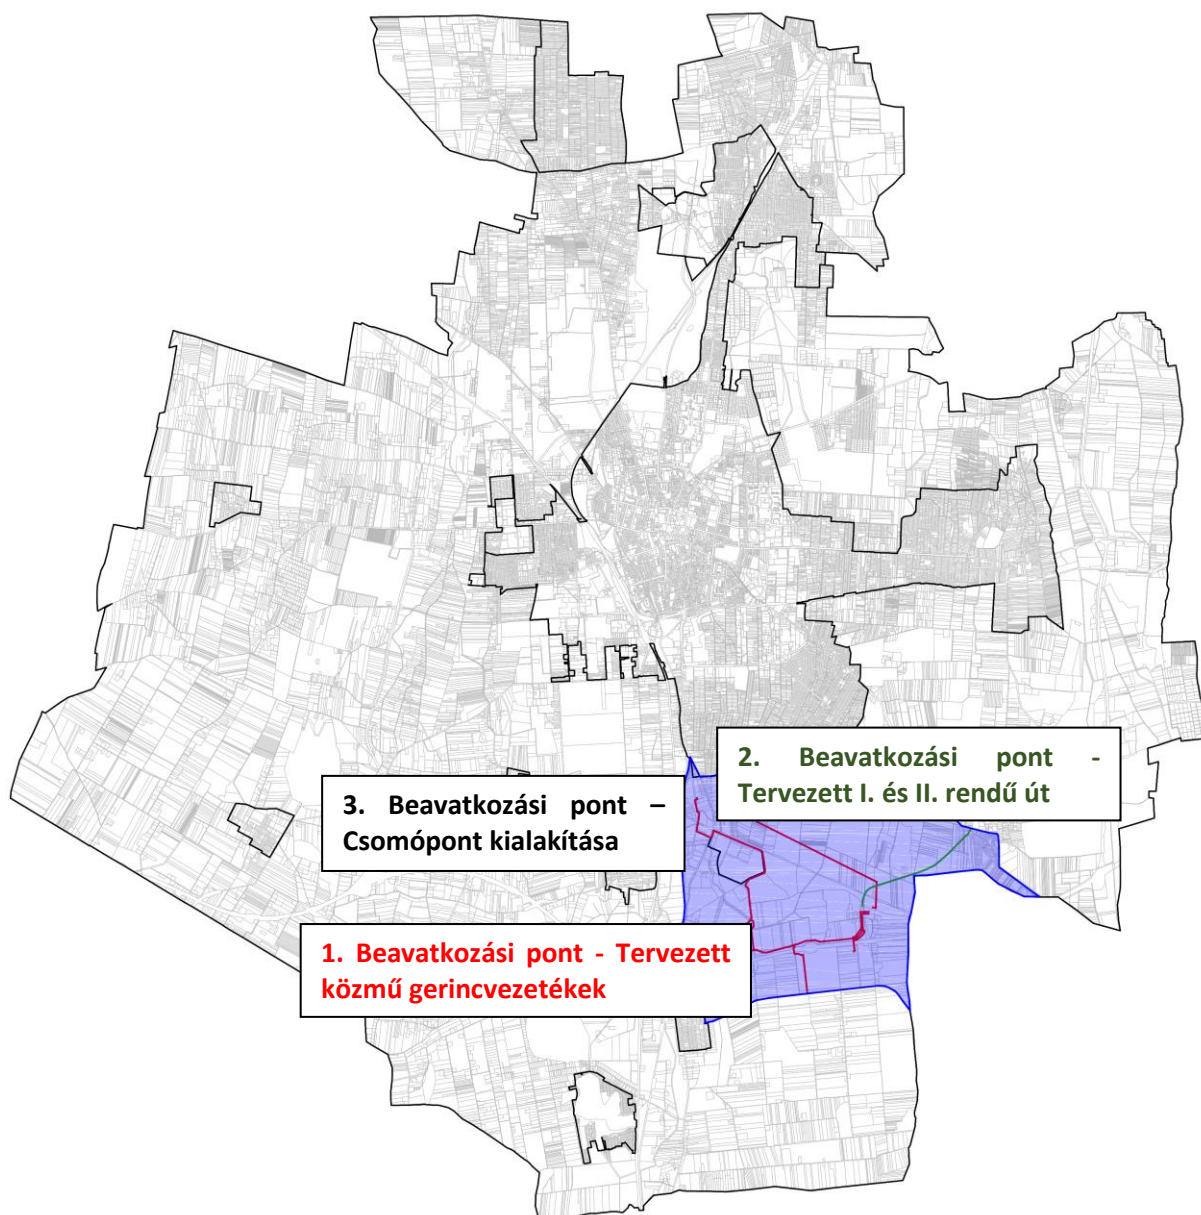 2. Beavatkozási pont -
Tervezett I. és II. rendű út
3. Beavatkozási pont –
Csomópont kialakítása
1. Beavatkozási pont - Tervezett
közmű gerincvezetékek